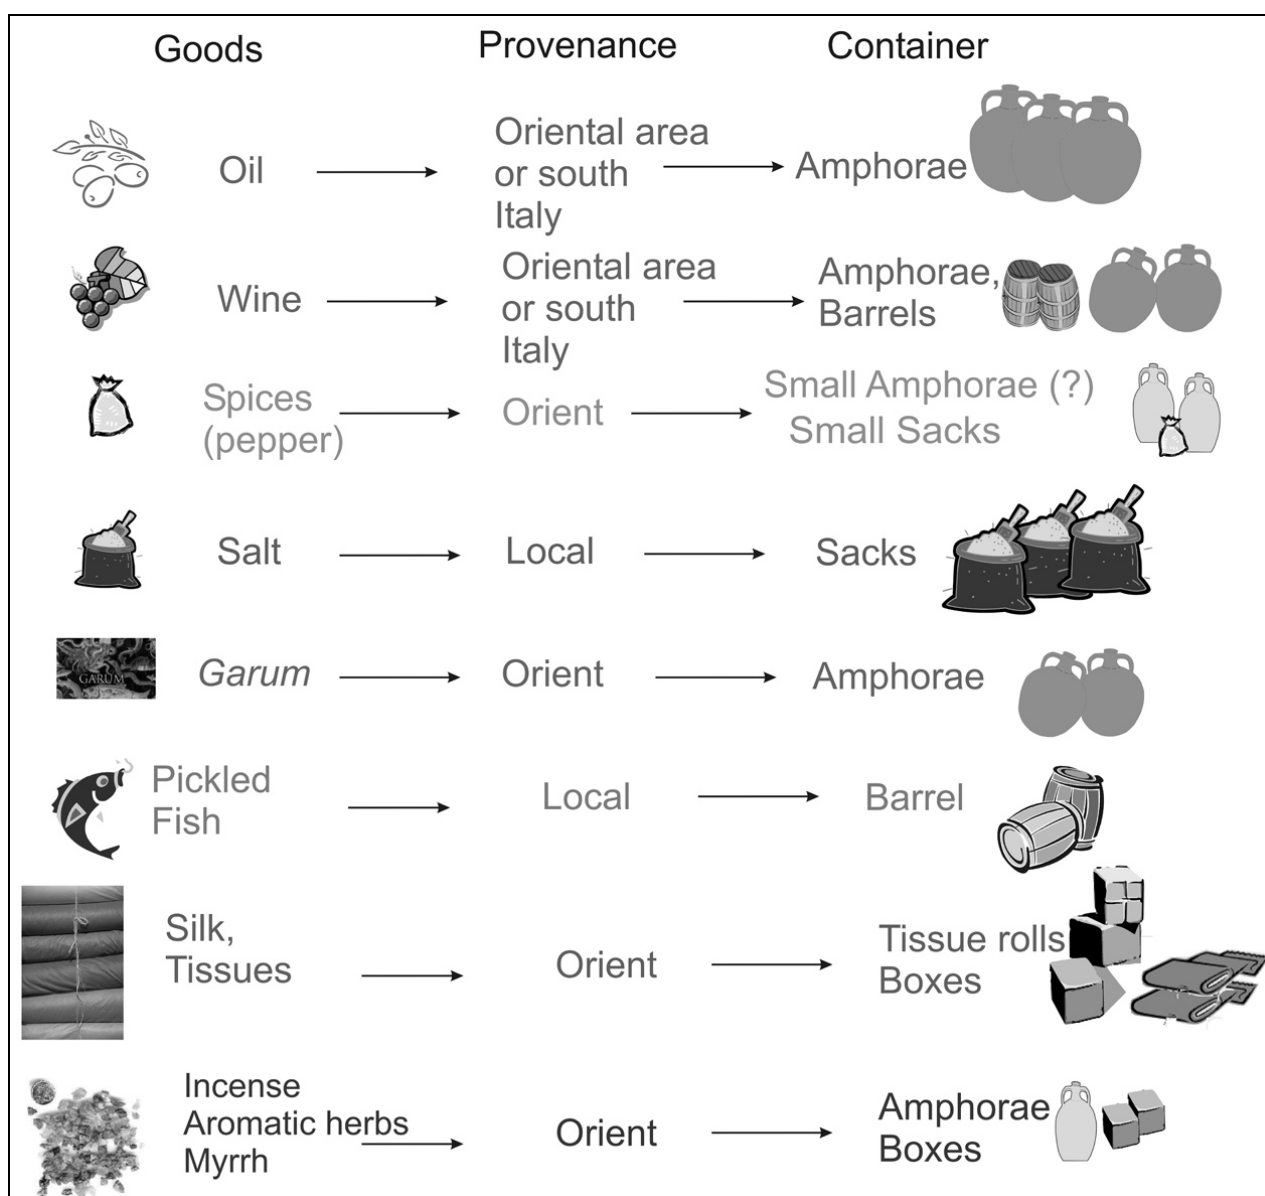 Goods Provenance Container
Oil
Oriental area
or south
Italy
Amphorae
Wine
Oriental area
or south
Italy
Amphorae,
Barrels
Spices
(pepper)
Orient
Small Amphorae (?)
Small Sacks
Salt
Local
Sacks
GARUM
Garum
Orient
Amphorae
Pickled
Fish
Local
Barrel
Silk,
Tissues
Orient
Tissue rolls
Boxes
Incense
Aromatic herbs
Myrrh
Orient
Amphorae
Boxes